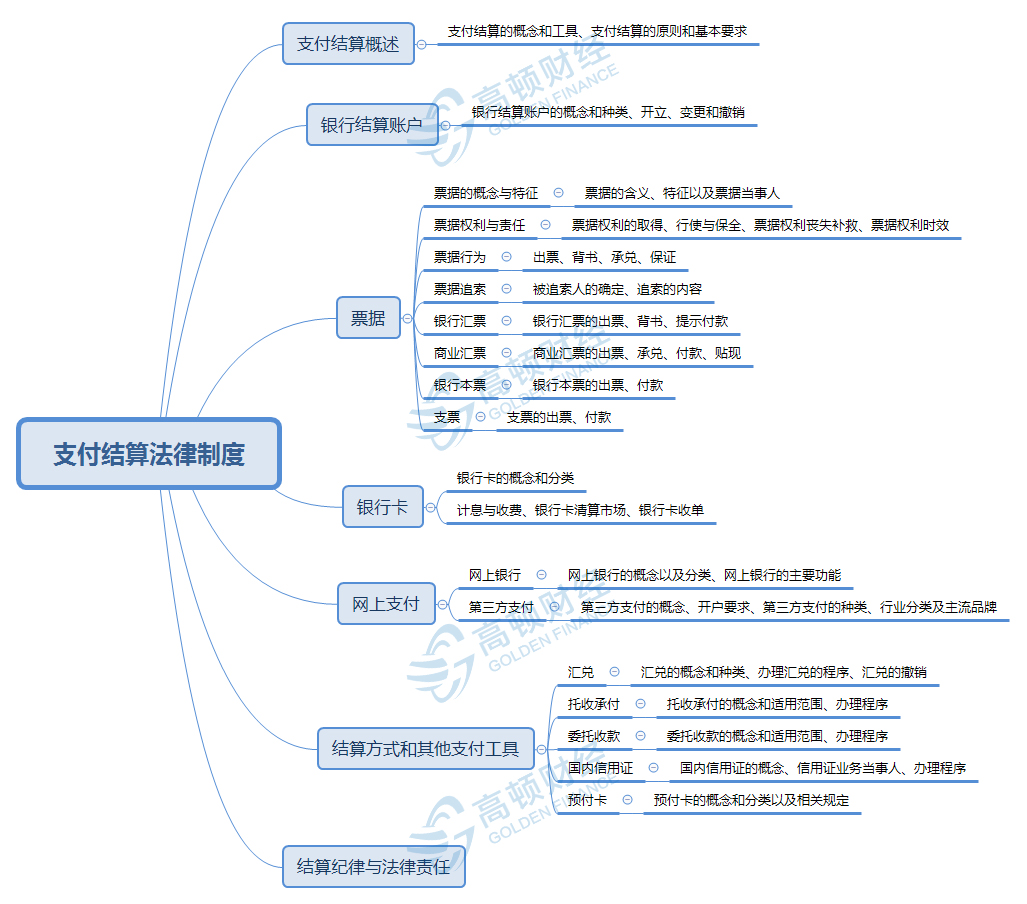 支付结算法律制度
支付结算概述
支付结算的概念和工具、支付结算的原则和基本要求
银行结算账户
银行结算账户的概念和种类、开立、变更和撤销
票据
票据的概念与特征
票据的含义、特征以及票据当事人
票据权利与责任
票据权利的取得、行使与保全、票据权利丧失补救、票据权利时效
票据行为
出票、背书、承兑、保证
票据追索
被追索人的确定、追索的内容
银行汇票
银行汇票的出票、背书、提示付款
商业汇票
商业汇票的出票、承兑、付款、贴现
银行本票
银行本票的出票、付款
支票
支票的出票、付款
银行卡
银行卡的概念和分类
计息与收费、银行卡清算市场、银行卡收单
网上支付
网上银行
网上银行的概念以及分类、网上银行的主要功能
第三方支付
第三方支付的概念、开户要求、第三方支付的种类、行业分类及主流品牌
结算方式和其他支付工具
汇兑
汇兑的概念和种类、办理汇兑的程序、汇兑的撤销
托收承付
托收承付的概念和适用范围、办理程序
委托收款
委托收款的概念和适用范围、办理程序
国内信用证
国内信用证的概念、信用证业务当事人、办理程序
预付卡
预付卡的概念和分类以及相关规定
结算纪律与法律责任
高顿财经
GOLDEN FINANCE
高顿财经
GOLDEN FINANCE
高顿财经
GOLDEN FINANCE
高顿财经
GOLDEN FINANCE